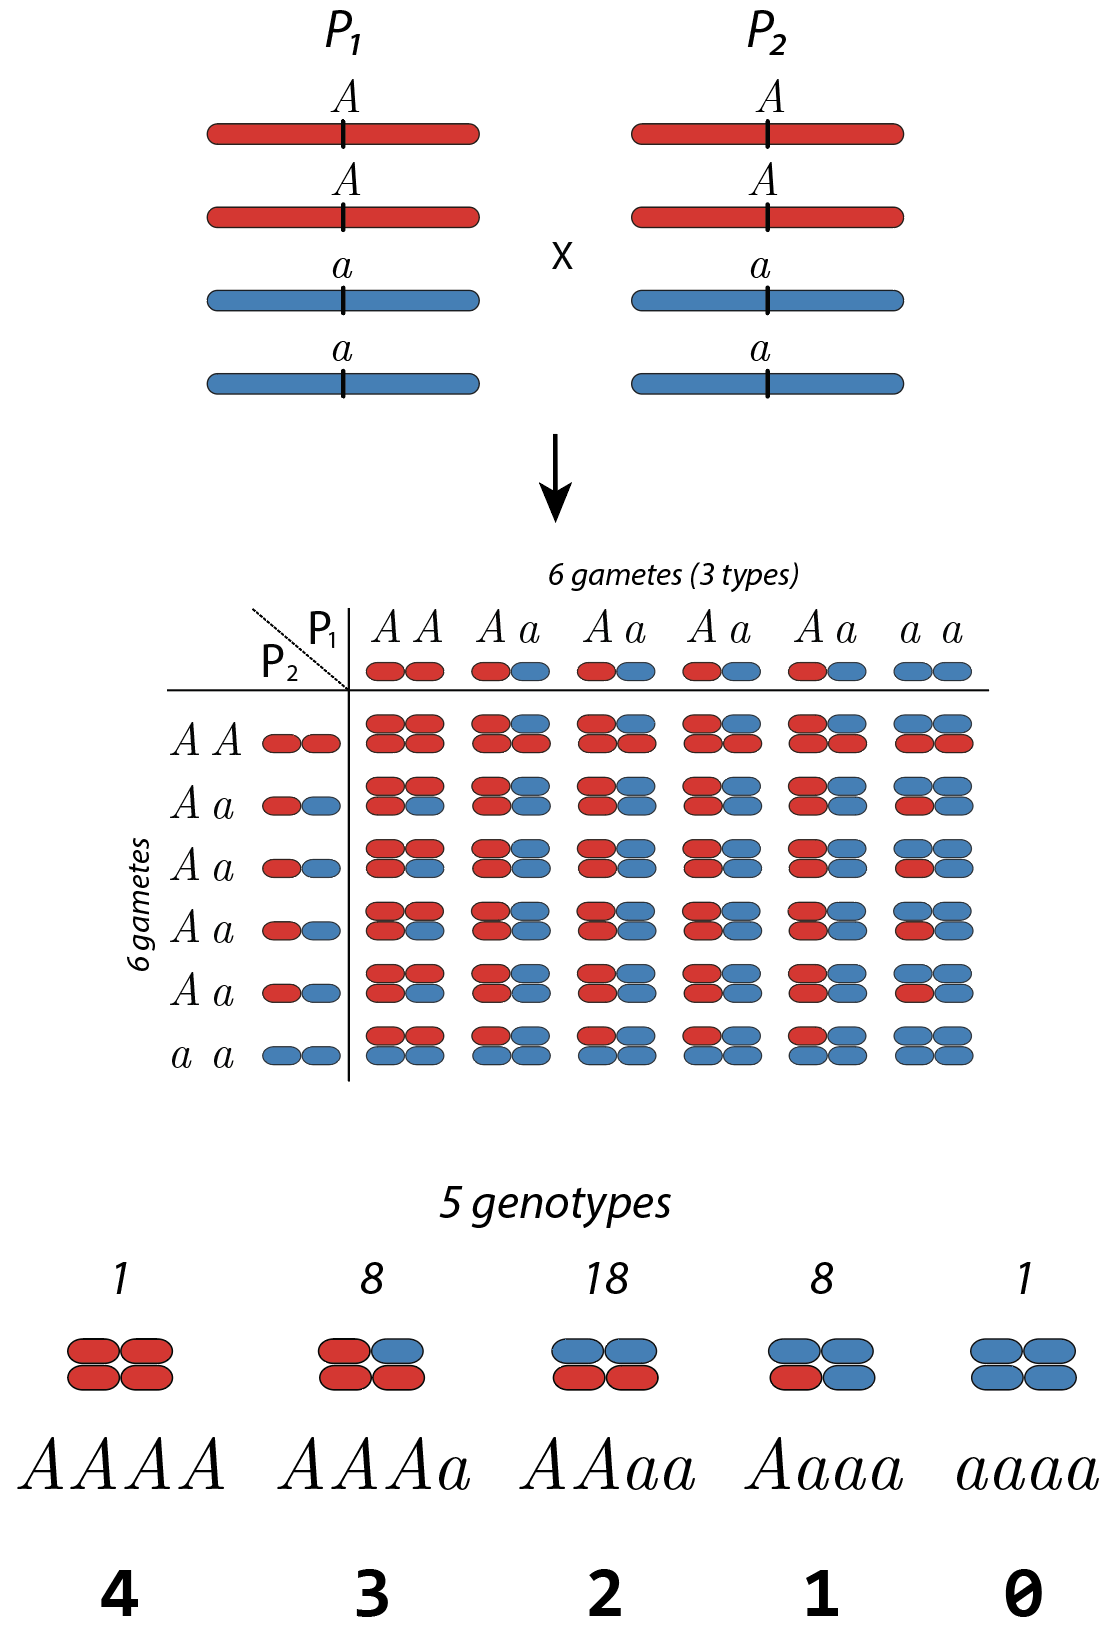 P1 P2
A A
A A
X
a a
a a
6 gametes (3 types)
P1 A A A a A a A a A a a a
P2
A A
A a
A a
A a
A a
a a
6 gametes
5 genotypes
1 8 18 8 1
AAAA AAAa AAaa Aaaa aaaa
4 3 2 1 0